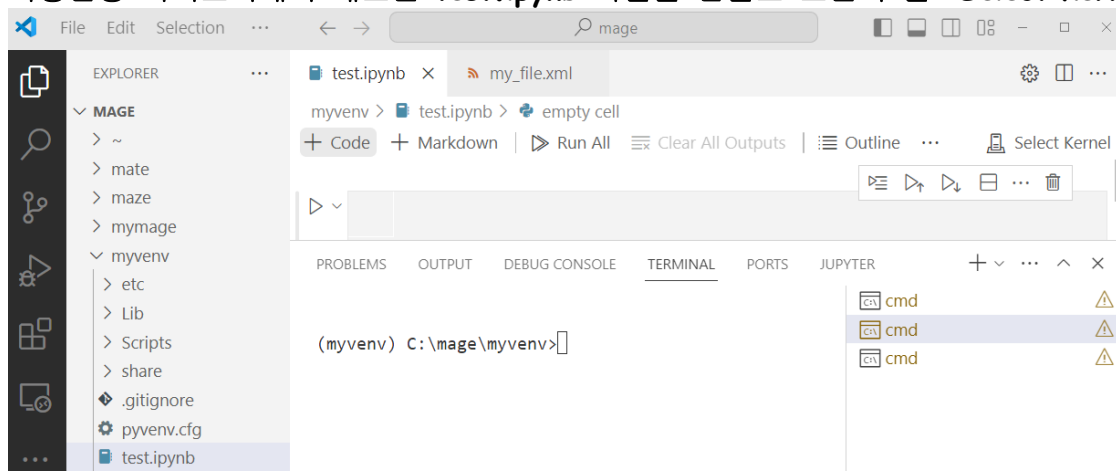 File Edit Selection ··· mage
EXPLORER ···
test.ipynb
my_file.xml
MAGE
myvenv > test.ipynb > empty cell
~
+ Code + Markdown Run All Clear All Outputs Outline ··· Select Kernel
mate
maze
mymage
myvenv
PROBLEMS OUTPUT DEBUG CONSOLE TERMINAL PORTS JUPYTER
etc
cmd
Lib
cmd
Scripts
(myvenv) C:\mage\myvenv>
cmd
share
.gitignore
pyvenv.cfg
test.ipynb